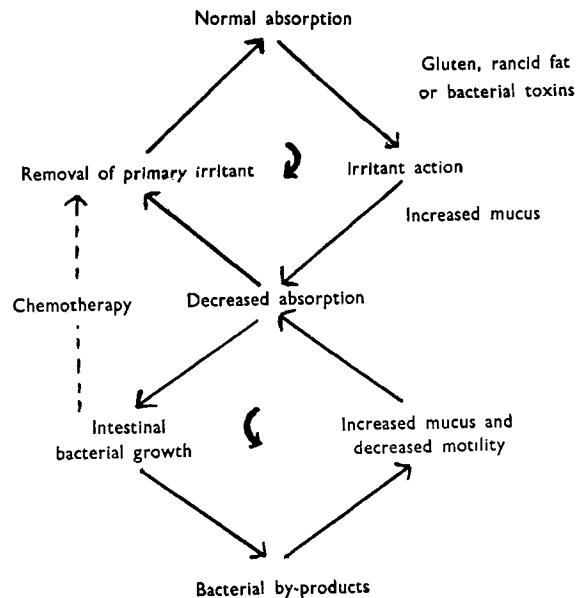 Normal absorption
Gluten, rancid fat
or bacterial toxins
Removal of primary irritant
Irritant action
Increased mucus
Chemotherapy
Decreased absorption
Intestinal
bacterial growth
Increased mucus and
decreased motility
Bacterial by-products